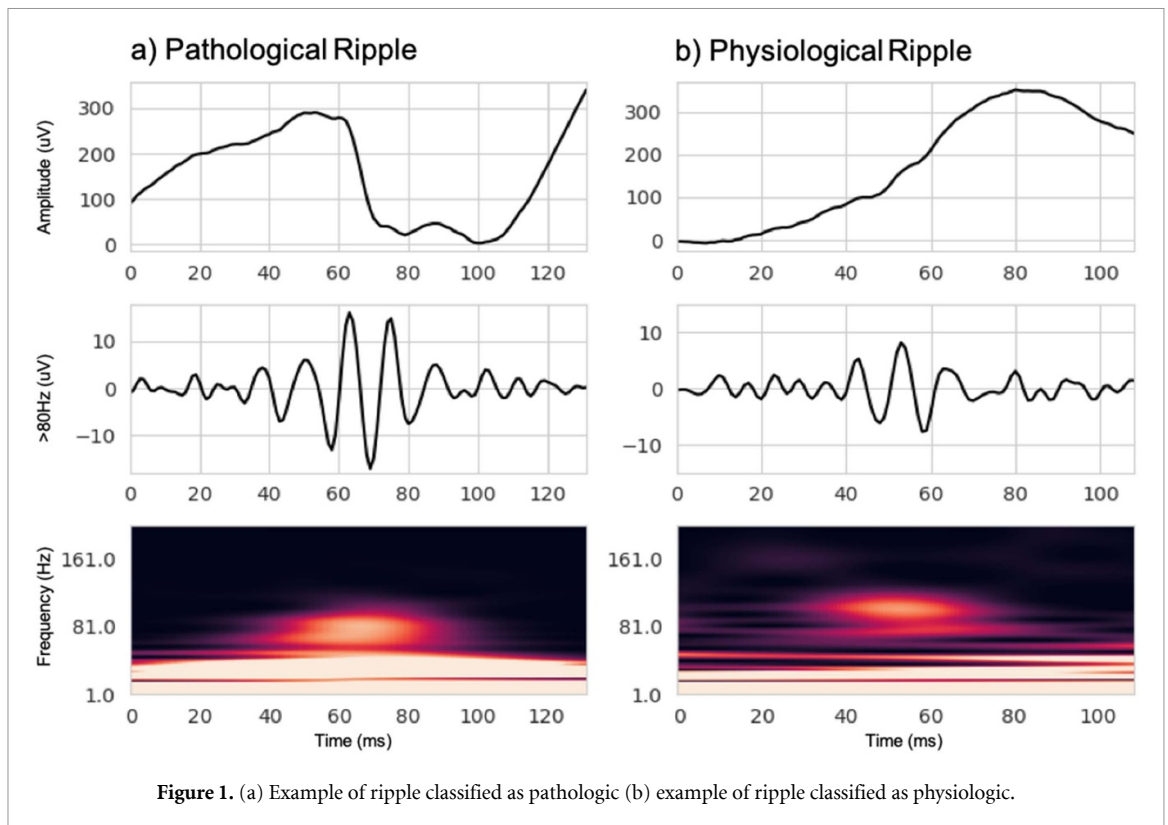 a) Pathological Ripple
b) Physiological Ripple
Amplitude (uV)
300
200
100
0
0 20 40 60 80 100 120
300
200
100
0
0 20 40 60 80 100
>80Hz (uV)
10
0
−10
0 20 40 60 80 100 120
10
0
−10
0 20 40 60 80 100
Frequency (Hz)
161.0
81.0
1.0
0 20 40 60 80 100 120
Time (ms)
161.0
81.0
1.0
0 20 40 60 80 100
Time (ms)
Figure 1. (a) Example of ripple classified as pathologic (b) example of ripple classified as physiologic.